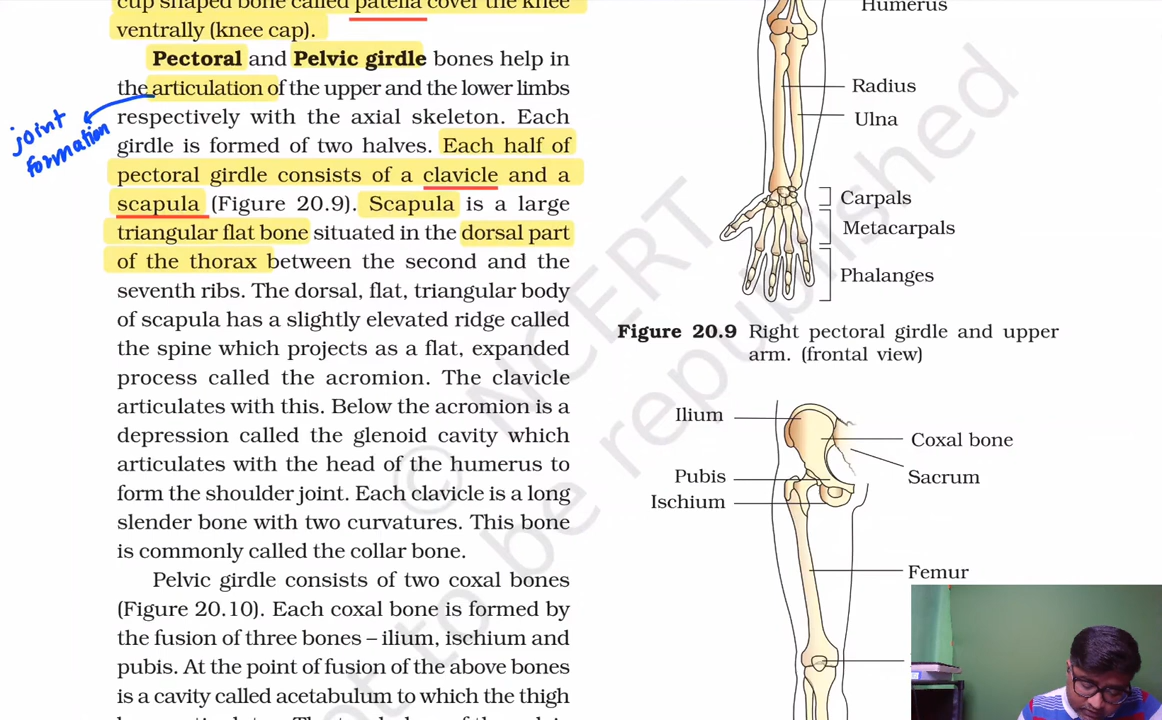 cup shaped bone called patella cover the knee
ventrally (knee cap).
Pectoral and Pelvic girdle bones help in
the articulation of the upper and the lower limbs
respectively with the axial skeleton. Each
girdle is formed of two halves. Each half of
pectoral girdle consists of a clavicle and a
scapula (Figure 20.9). Scapula is a large
triangular flat bone situated in the dorsal part
of the thorax between the second and the
seventh ribs. The dorsal, flat, triangular body
of scapula has a slightly elevated ridge called
the spine which projects as a flat, expanded
process called the acromion. The clavicle
articulates with this. Below the acromion is a
depression called the glenoid cavity which
articulates with the head of the humerus to
form the shoulder joint. Each clavicle is a long
slender bone with two curvatures. This bone
is commonly called the collar bone.
Pelvic girdle consists of two coxal bones
(Figure 20.10). Each coxal bone is formed by
the fusion of three bones – ilium, ischium and
pubis. At the point of fusion of the above bones
is a cavity called acetabulum to which the thigh
joint
formation
Humerus
Radius
Ulna
Carpals
Metacarpals
Phalanges
Figure 20.9 Right pectoral girdle and upper
arm. (frontal view)
Ilium
Coxal bone
Pubis
Sacrum
Ischium
Femur
© NCERT
not to be republished